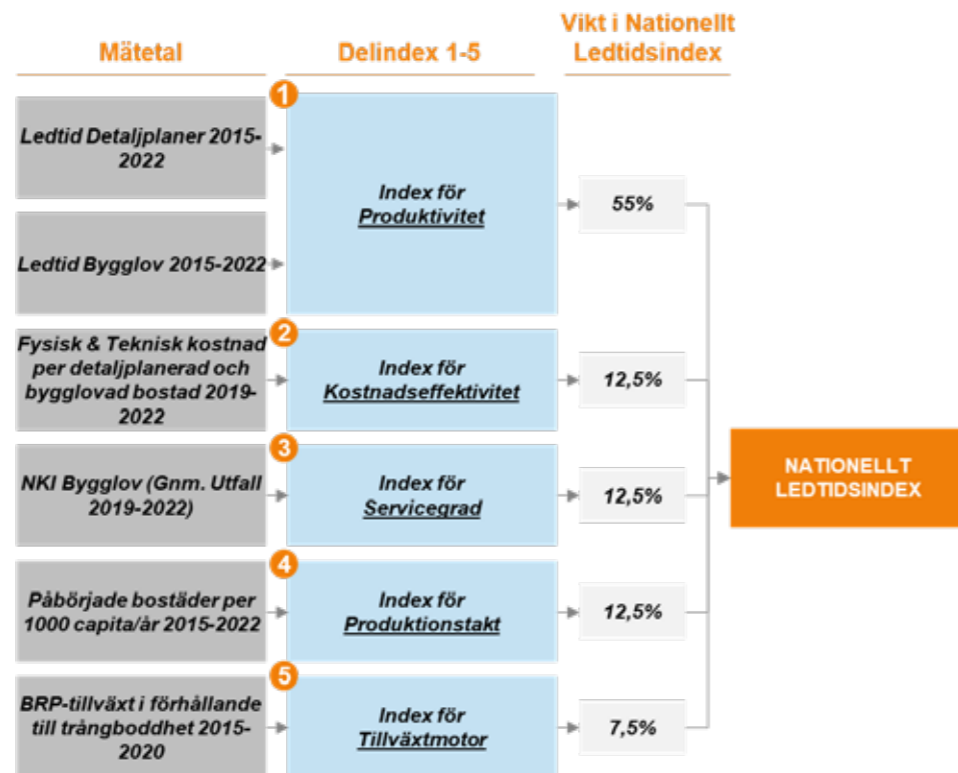 Mätetal
Delindex 1-5
Vikt i Nationellt
Ledtidsindex
Ledtid Detaljplaner 2015-
2022
Ledtid Bygglov 2015-2022
1
Index för
Produktivitet
55%
Fysisk & Teknisk kostnad
per detaljplanerad och
bygglovad bostad 2019-
2022
2
Index för
Kostnadseffektivitet
12,5%
NKI Bygglov (Gnm. Utfall
2019-2022)
3
Index för
Servicegrad
12,5%
Påbörjade bostäder per
1000 capita/år 2015-2022
4
Index för
Produktionstakt
12,5%
BRP-tillväxt i förhållande
till trångboddhet 2015-
2020
5
Index för
Tillväxtmotor
7,5%
NATIONELLT
LEDTIDSINDEX